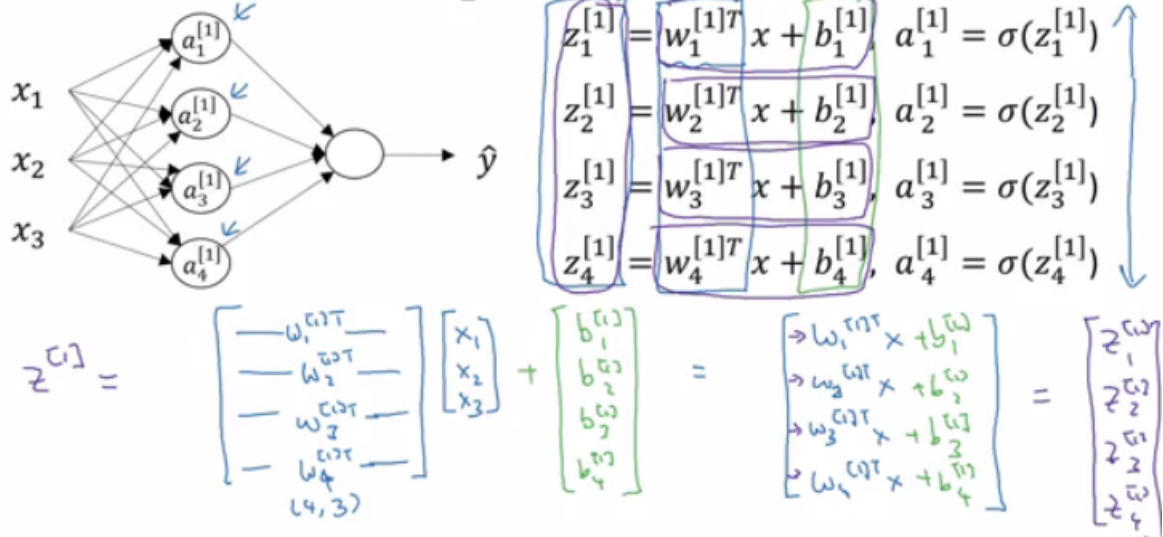 x₁
x₂
x₃
a₁^[1]
a₂^[1]
a₃^[1]
a₄^[1]
ŷ
z₁^[1] = w₁^[1]T x + b₁^[1], a₁^[1] = σ(z₁^[1])
z₂^[1] = w₂^[1]T x + b₂^[1], a₂^[1] = σ(z₂^[1])
z₃^[1] = w₃^[1]T x + b₃^[1], a₃^[1] = σ(z₃^[1])
z₄^[1] = w₄^[1]T x + b₄^[1], a₄^[1] = σ(z₄^[1])
z^[1] =
[— w₁^[1]T —
— w₂^[1]T —
— w₃^[1]T —
— w₄^[1]T —]
(4,3)
[x₁
x₂
x₃]
+
[b₁^[1]
b₂^[1]
b₃^[1]
b₄^[1]]
=
[→ w₁^[1]T x + b₁^[1]
→ w₂^[1]T x + b₂^[1]
→ w₃^[1]T x + b₃^[1]
→ w₄^[1]T x + b₄^[1]]
=
[z₁^[1]
z₂^[1]
z₃^[1]
z₄^[1]]